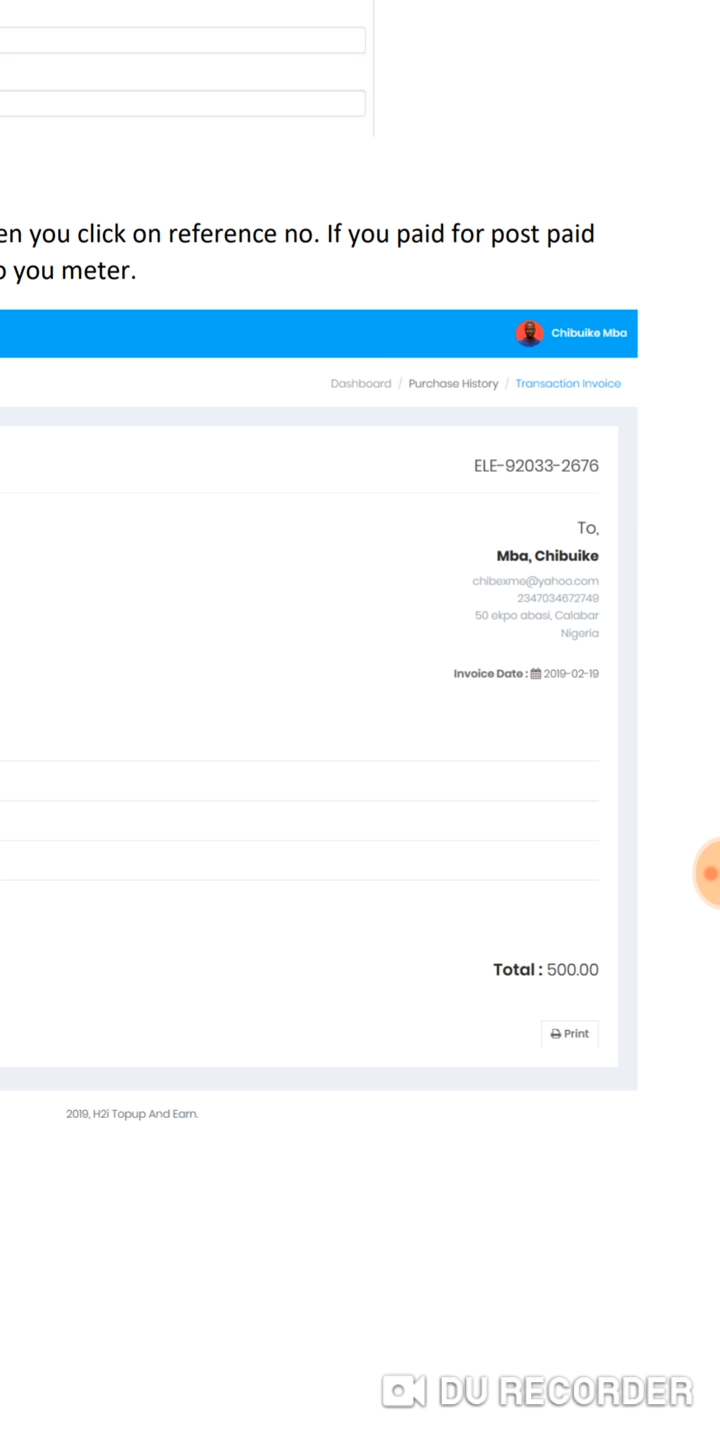 en you click on reference no. If you paid for post paid
o you meter.
Chibuike Mba
Dashboard / Purchase History / Transaction Invoice
ELE-92033-2676
To,
Mba, Chibuike
chibexme@yahoo.com
2347034672749
50 ekpo abasi, Calabar
Nigeria
Invoice Date : 2019-02-19
Total : 500.00
Print
2019, H2i Topup And Earn.
DU RECORDER